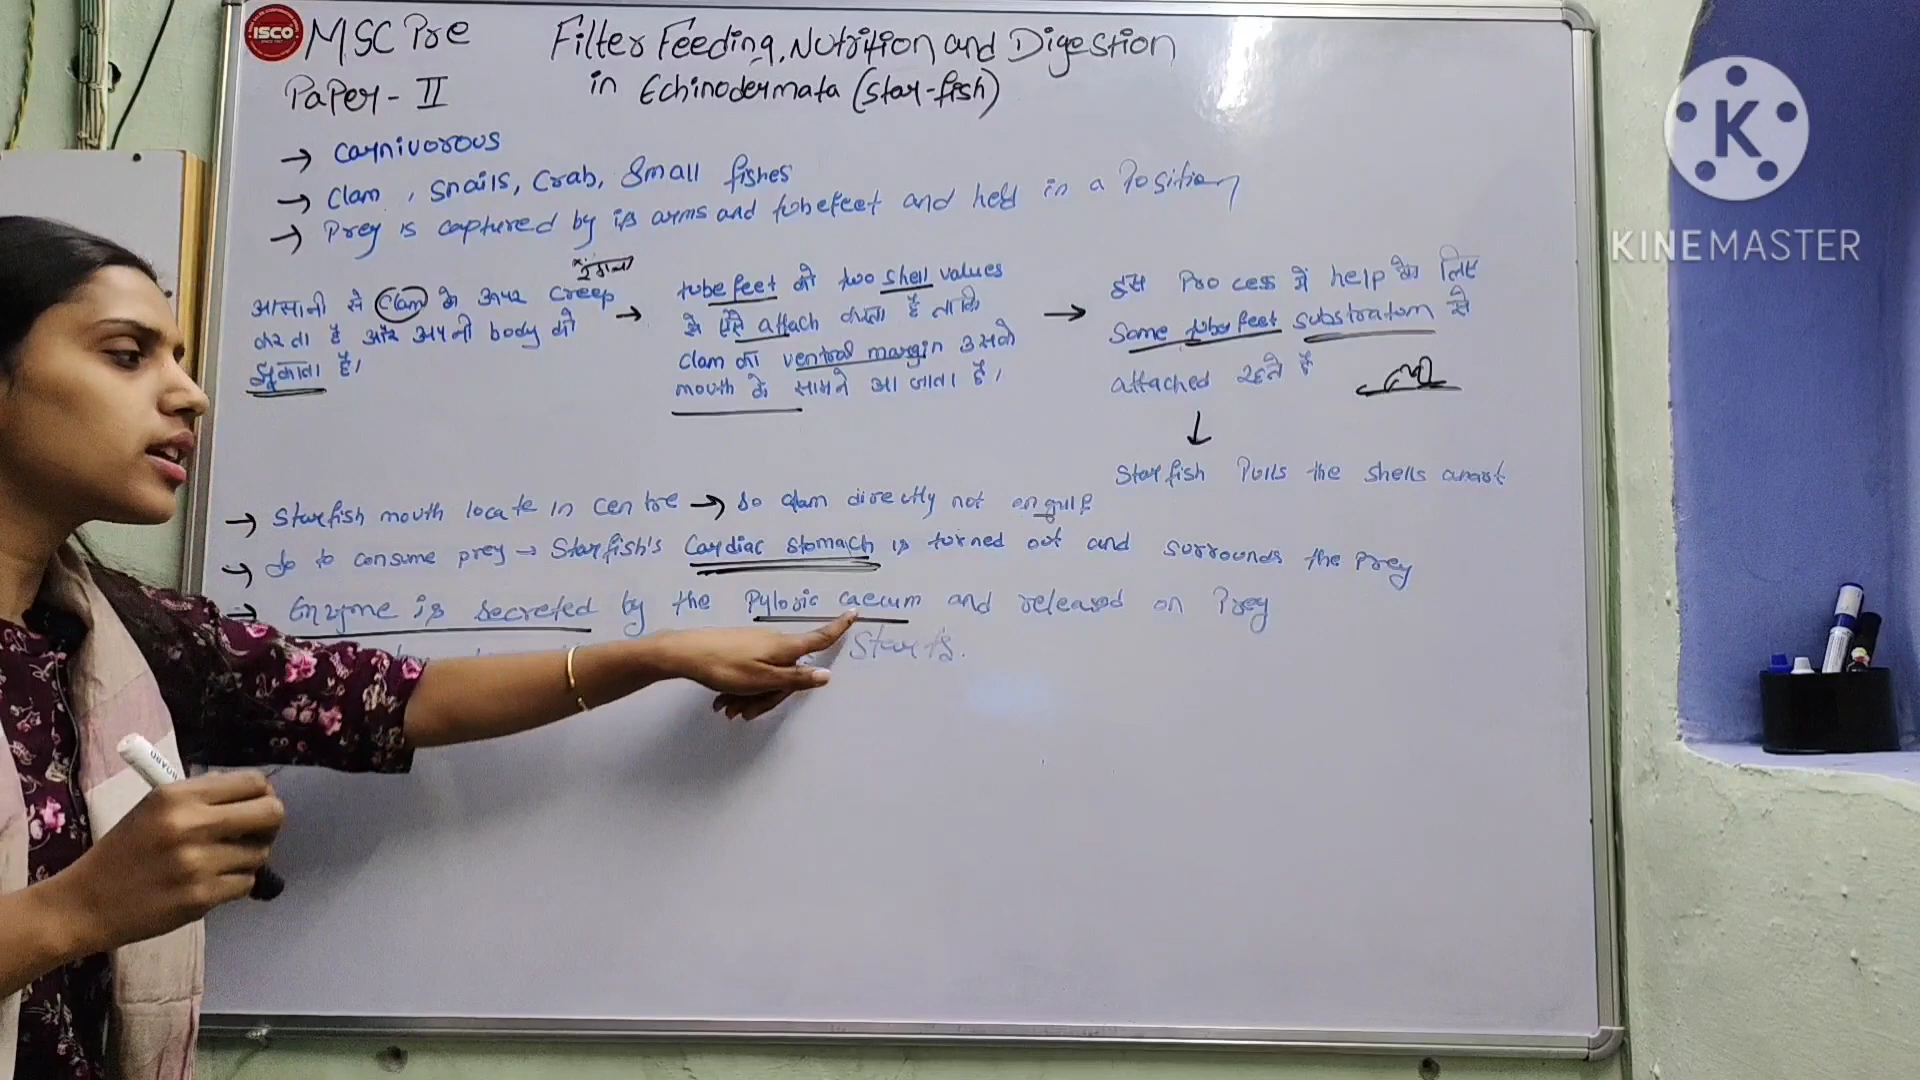 ISCO
MSC Pre
Paper - II
Filter Feeding, Nutrition and Digestion
in Echinodermata (Star-fish)
→ Carnivorous
→ Clam, Snails, Crab, Small fishes
→ Prey is captured by its arms and tubefeet and held in a Position
रेंगना
आसानी से Clam के ऊपर Creep
करता है और अपनी body को
झुकाता है।
→ tube feet को two shell values
से ऐसे attach करता है ताकि
Clam का ventral margin उसके
mouth के सामने आ जाता है।
→ इस Process में help के लिए
Some tube feet substratum से
attached रहते हैं
↓
Starfish Pulls the shells apart
→ Starfish mouth locate in centre → So Clam directly not engulf
→ So to consume prey → Starfish's Cardiac Stomach is turned out and surrounds the Prey
→ Enzyme is secreted by the Pyloric caecum and released on Prey
Starts.
BOARD
K
KINEMASTER